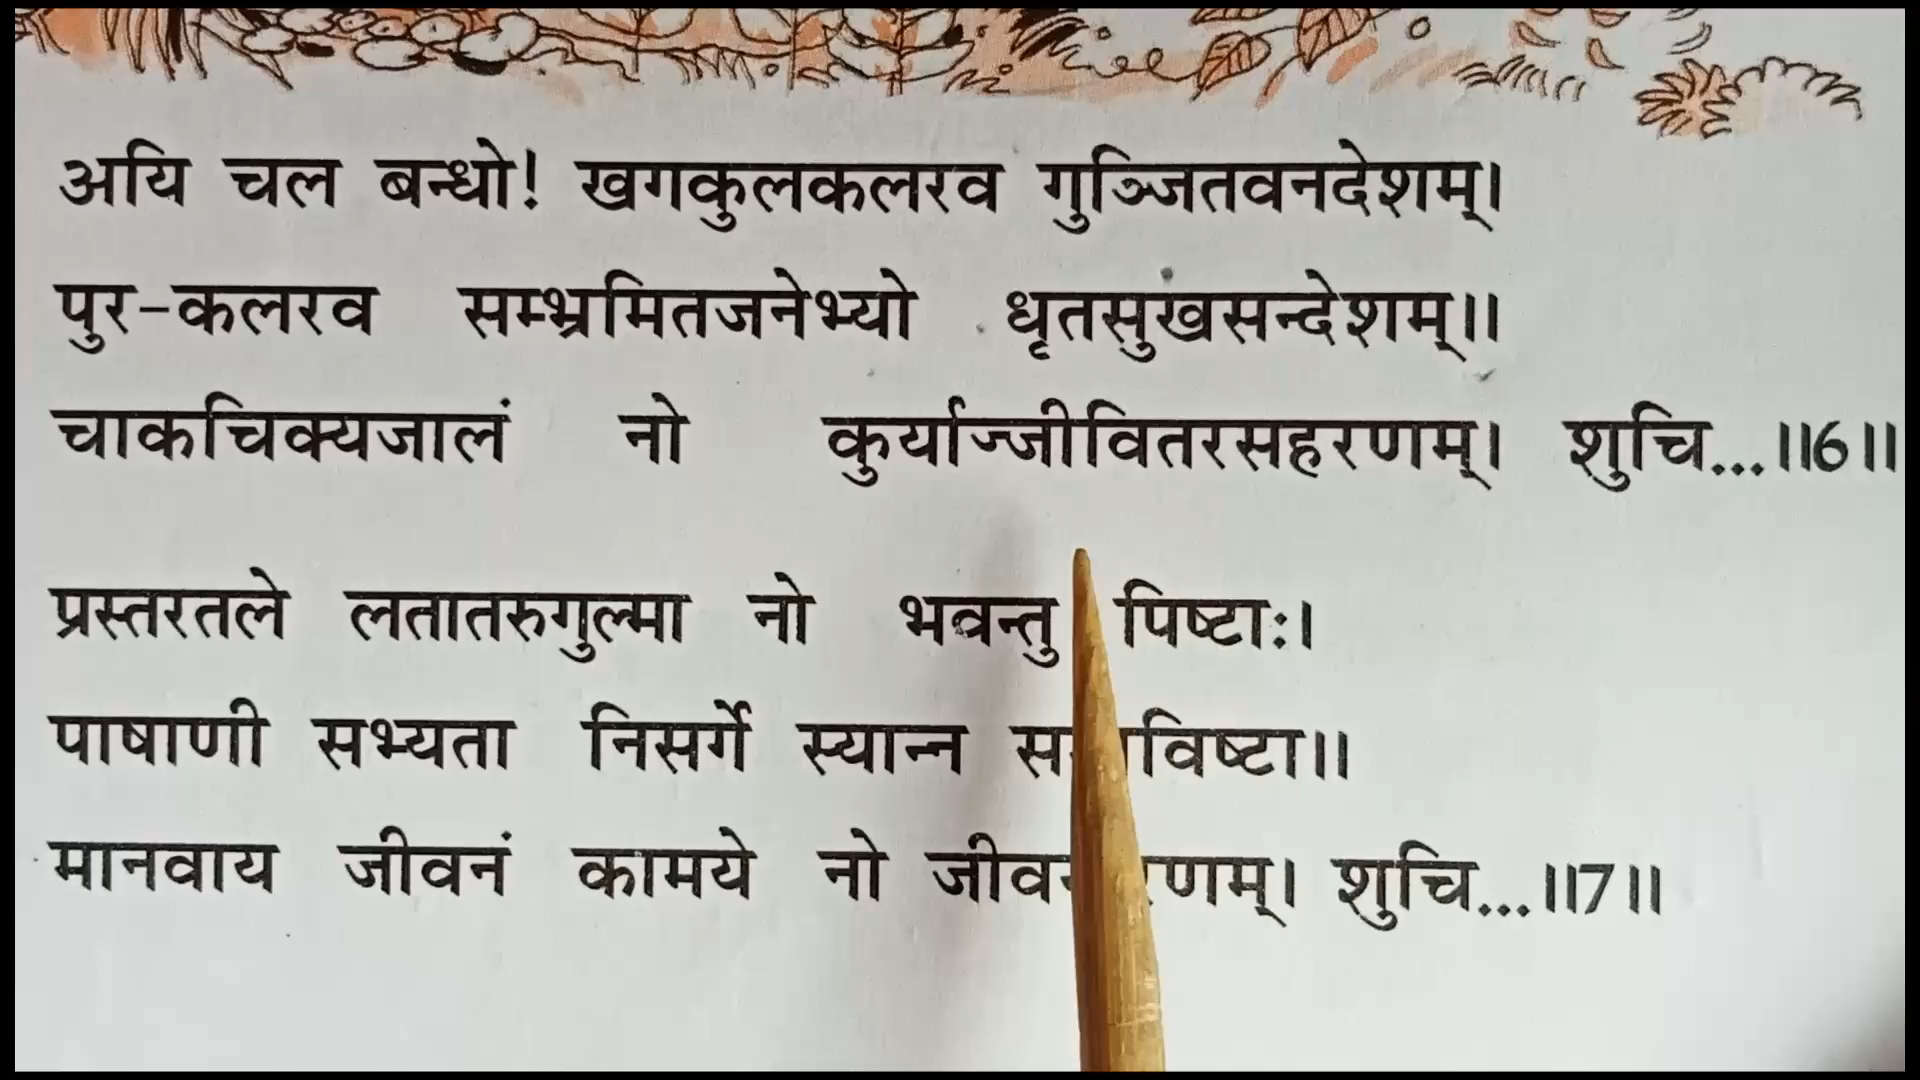 अयि चल बन्धो! खगकुलकलरव गुञ्जितवनदेशम्।
पुर-कलरव सम्भ्रमितजनेभ्यो धृतसुखसन्देशम्॥
चाकचिक्यजालं नो कुर्याज्जीवितरसहरणम्। शुचि...॥6॥
प्रस्तरतले लतातरुगुल्मा नो भवन्तु पिष्टाः।
पाषाणी सभ्यता निसर्गे स्यान्न
मानवाय जीवनं कामये नो शुचि...॥7॥